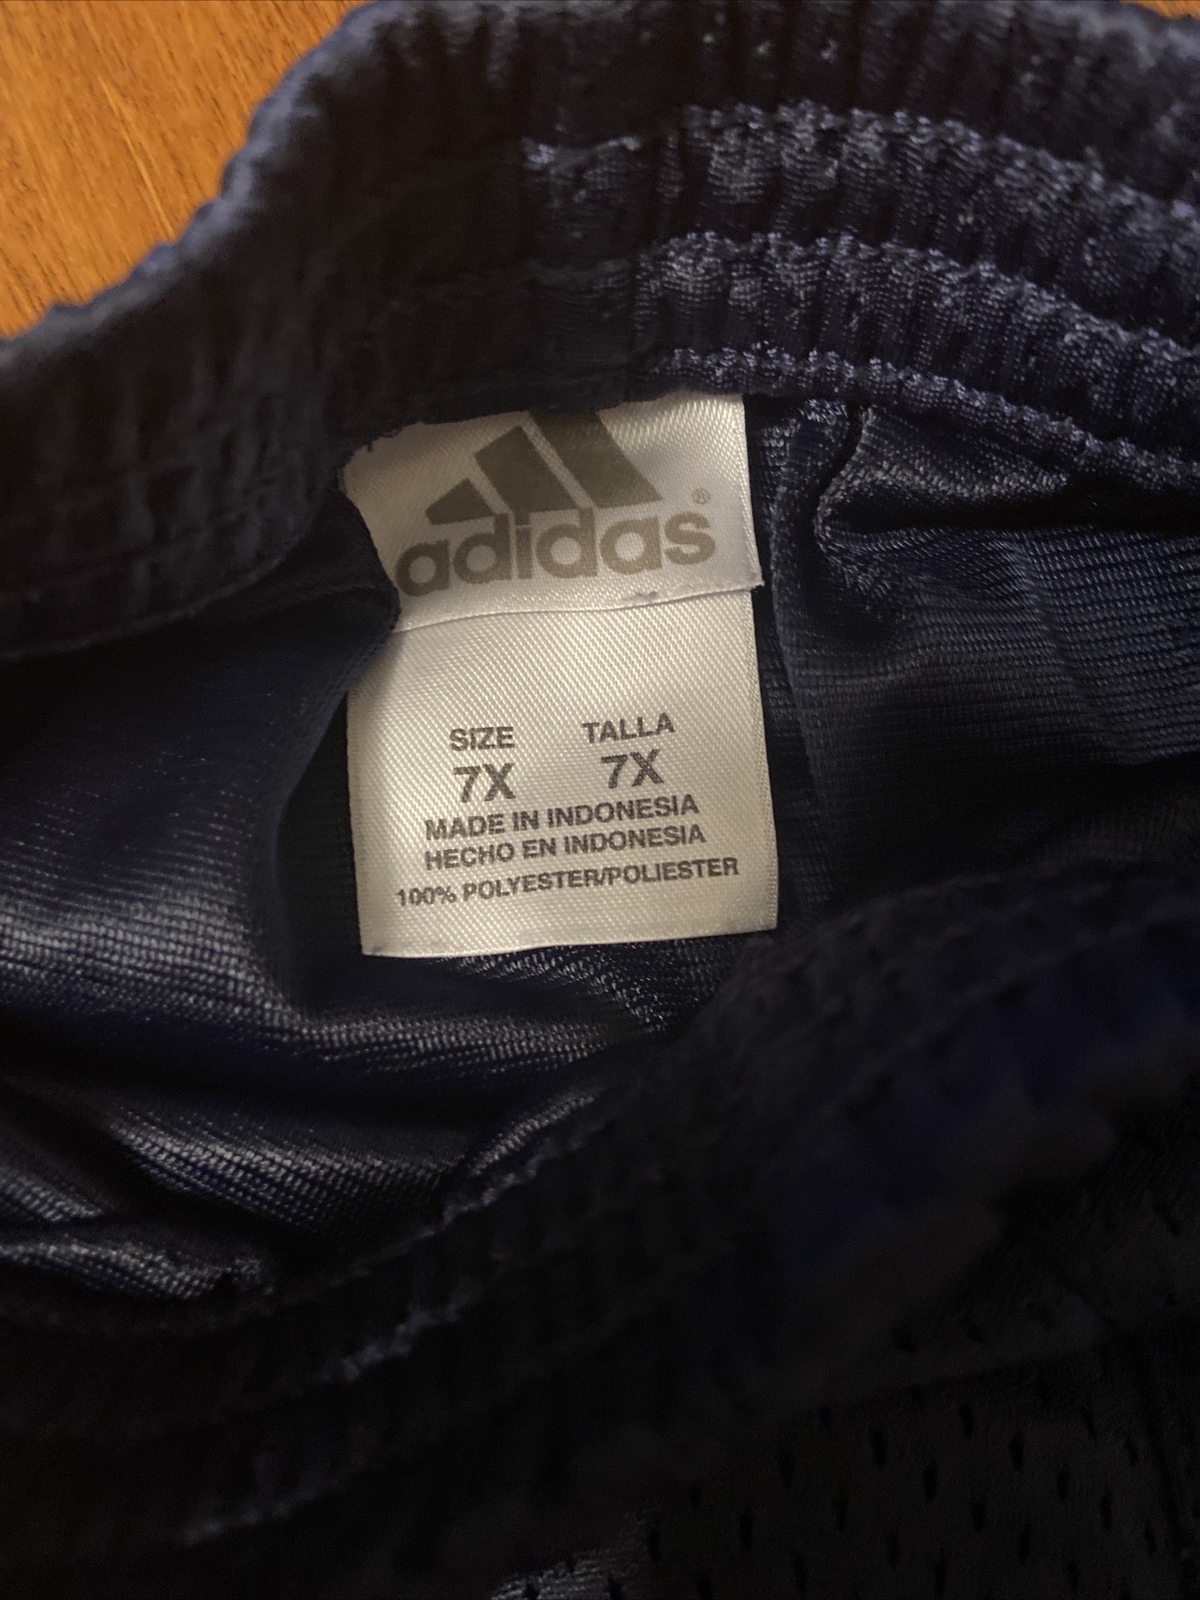 adidas®
SIZE TALLA
7X 7X
MADE IN INDONESIA
HECHO EN INDONESIA
100% POLYESTER/POLIESTER